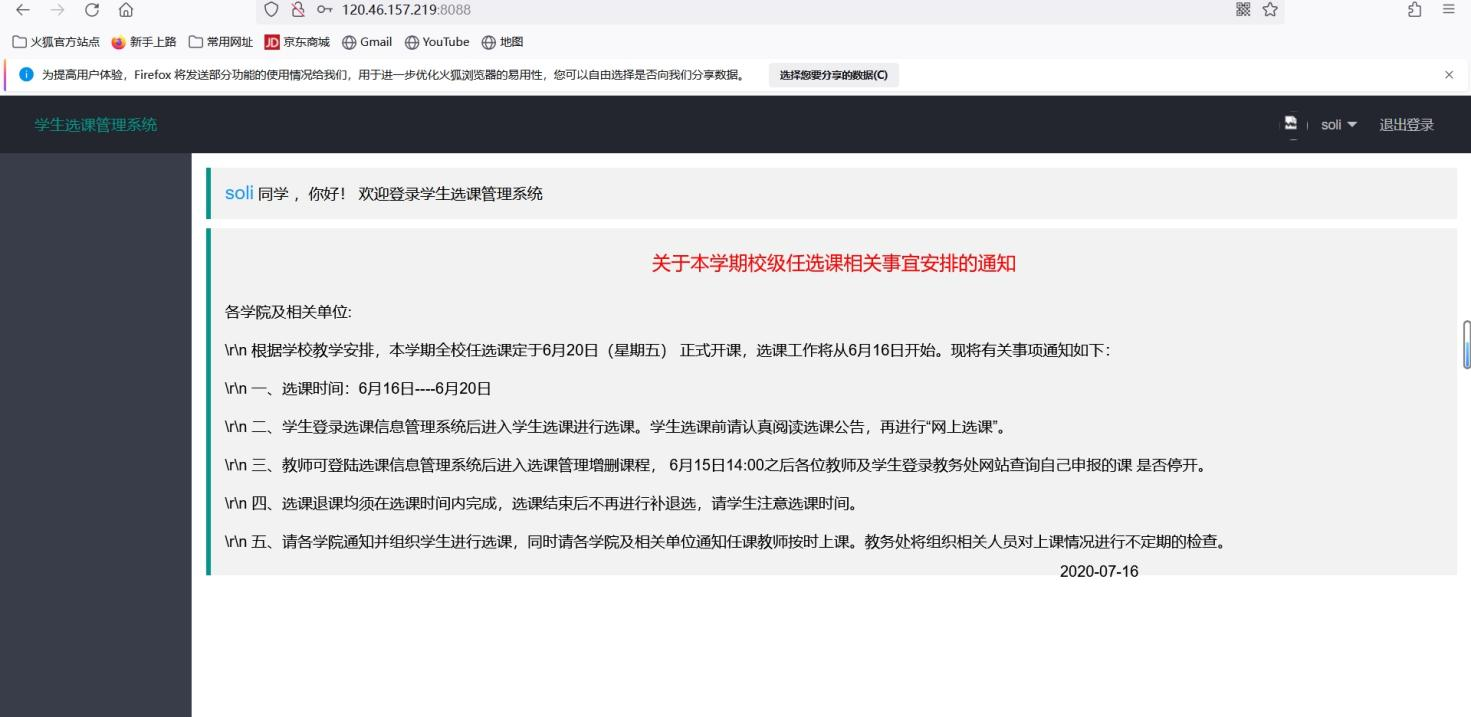 120.46.157.219:8088
火狐官方站点 新手上路 常用网址 JD 京东商城 Gmail YouTube 地图
为提高用户体验，Firefox 将发送部分功能的使用情况给我们，用于进一步优化火狐浏览器的易用性，您可以自由选择是否向我们分享数据。 选择您要分享的数据(C)
学生选课管理系统 soli 退出登录
soli 同学 ，你好！ 欢迎登录学生选课管理系统
关于本学期校级任选课相关事宜安排的通知
各学院及相关单位:
\r\n 根据学校教学安排，本学期全校任选课定于6月20日（星期五） 正式开课，选课工作将从6月16日开始。现将有关事项通知如下：
\r\n 一、选课时间：6月16日----6月20日
\r\n 二、学生登录选课信息管理系统后进入学生选课进行选课。学生选课前请认真阅读选课公告，再进行“网上选课”。
\r\n 三、教师可登陆选课信息管理系统后进入选课管理增删课程， 6月15日14:00之后各位教师及学生登录教务处网站查询自己申报的课 是否停开。
\r\n 四、选课退课均须在选课时间内完成，选课结束后不再进行补退选，请学生注意选课时间。
\r\n 五、请各学院通知并组织学生进行选课，同时请各学院及相关单位通知任课教师按时上课。教务处将组织相关人员对上课情况进行不定期的检查。
2020-07-16